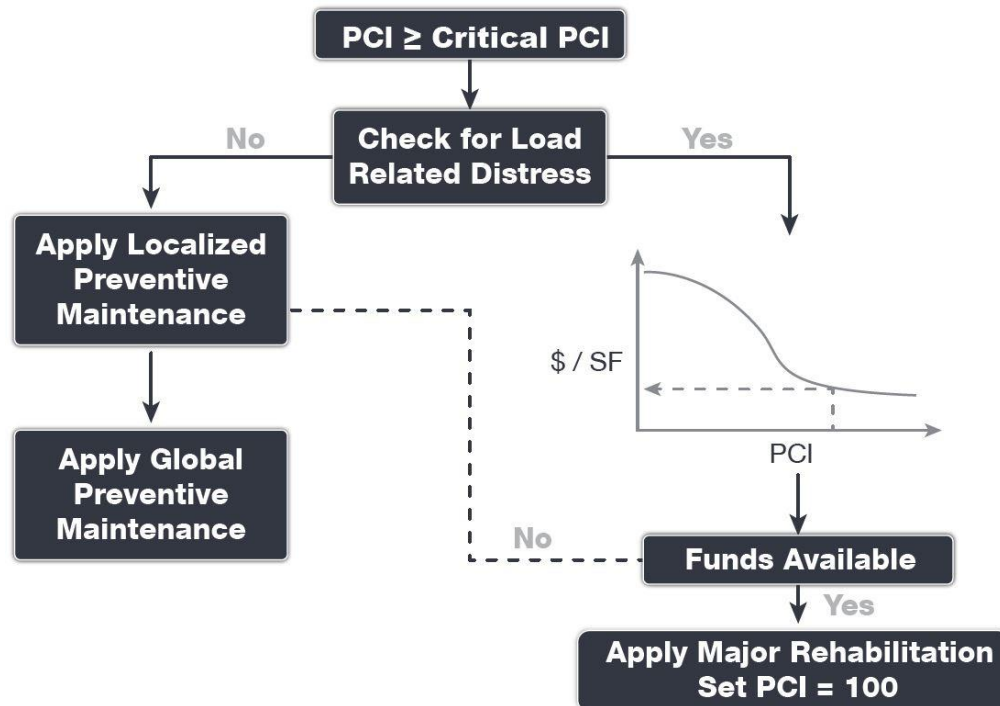 PCI ≥ Critical PCI
No
Check for Load
Related Distress
Yes
Apply Localized
Preventive
Maintenance
$ / SF
PCI
Apply Global
Preventive
Maintenance
No
Funds Available
Yes
Apply Major Rehabilitation
Set PCI = 100